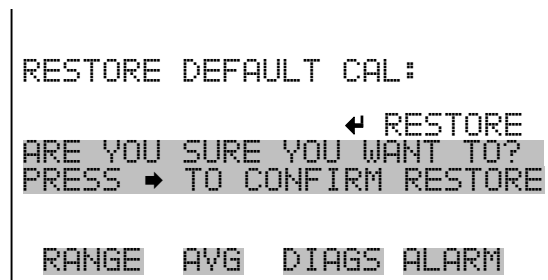 RESTORE DEFAULT CAL:
↵ RESTORE
ARE YOU SURE YOU WANT TO?
PRESS ➡ TO CONFIRM RESTORE
RANGE AVG DIAGS ALARM